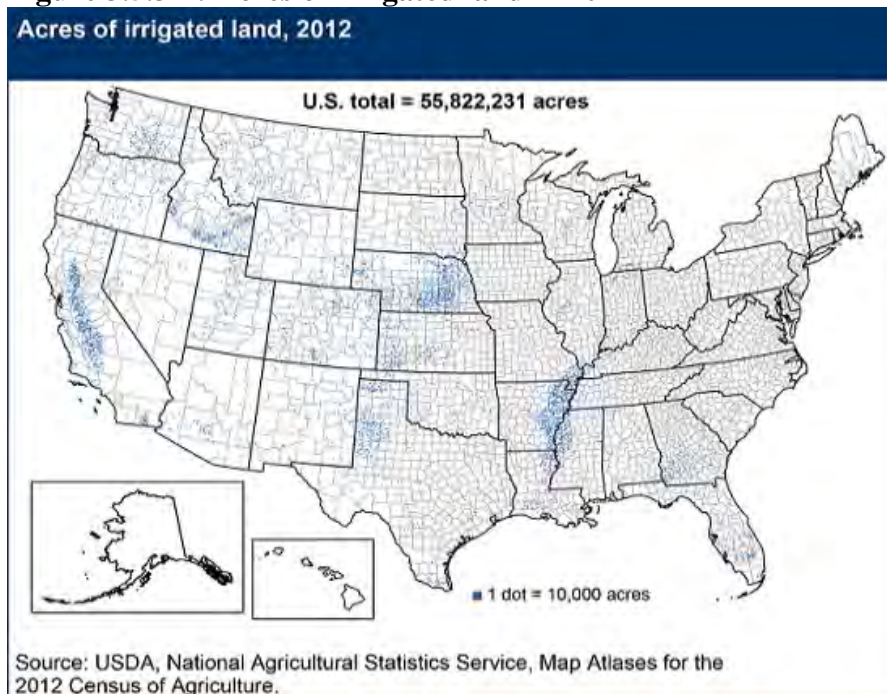 Acres of irrigated land, 2012
U.S. total = 55,822,231 acres
1 dot = 10,000 acres
Source: USDA, National Agricultural Statistics Service, Map Atlases for the
2012 Census of Agriculture.